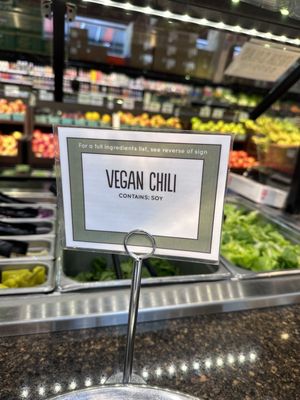 For a full ingredients list, see reverse of sign
VEGAN CHILI
CONTAINS: SOY